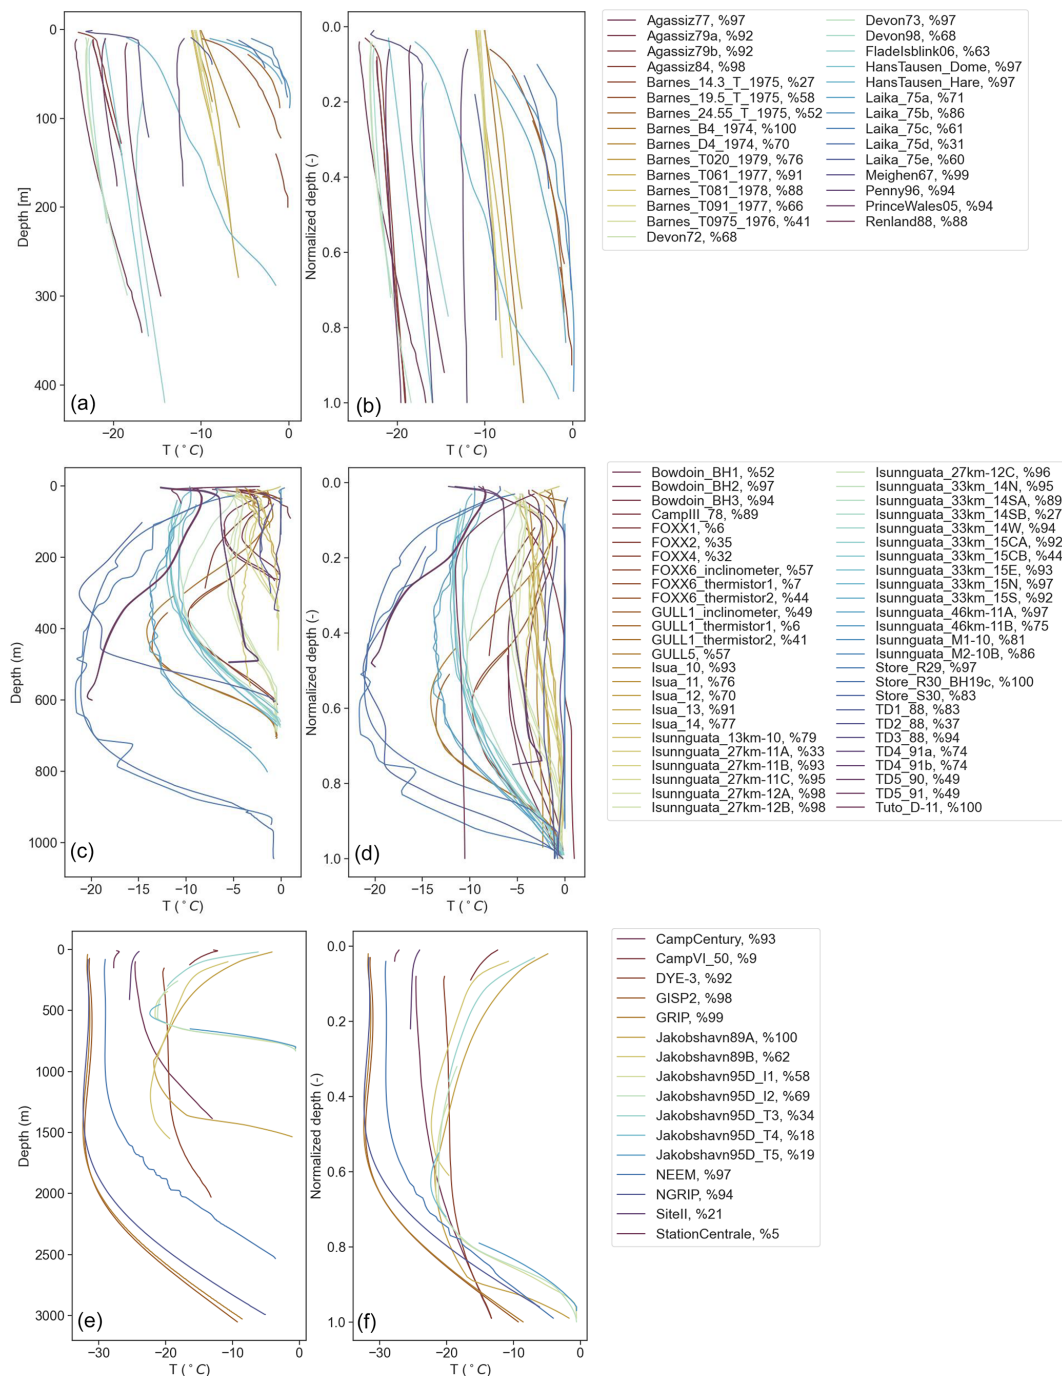 0
100
200
300
400
Depth [m]
−20
−10
0
T (°C)
(a)
0.0
0.2
0.4
0.6
0.8
1.0
Normalized depth (-)
−20
−10
0
T (°C)
(b)
Agassiz77, %97
Agassiz79a, %92
Agassiz79b, %92
Agassiz84, %98
Barnes_14.3_T_1975, %27
Barnes_19.5_T_1975, %58
Barnes_24.55_T_1975, %52
Barnes_B4_1974, %100
Barnes_D4_1974, %70
Barnes_T020_1979, %76
Barnes_T061_1977, %91
Barnes_T081_1978, %88
Barnes_T091_1977, %66
Barnes_T0975_1976, %41
Devon72, %68
Devon73, %97
Devon98, %68
FladeIsblink06, %63
HansTausen_Dome, %97
HansTausen_Hare, %97
Laika_75a, %71
Laika_75b, %86
Laika_75c, %61
Laika_75d, %31
Laika_75e, %60
Meighen67, %99
Penny96, %94
PrinceWales05, %94
Renland88, %88
0
200
400
600
800
1000
Depth (m)
−20
−15
−10
−5
0
T (°C)
(c)
0.0
0.2
0.4
0.6
0.8
1.0
Normalized depth (-)
−20
−15
−10
−5
0
T (°C)
(d)
Bowdoin_BH1, %52
Bowdoin_BH2, %97
Bowdoin_BH3, %94
CampIII_78, %89
FOXX1, %6
FOXX2, %35
FOXX4, %32
FOXX6_inclinometer, %57
FOXX6_thermistor1, %7
FOXX6_thermistor2, %44
GULL1_inclinometer, %49
GULL1_thermistor1, %6
GULL1_thermistor2, %41
GULL5, %57
Isua_10, %93
Isua_11, %76
Isua_12, %70
Isua_13, %91
Isua_14, %77
Isunnguata_13km-10, %79
Isunnguata_27km-11A, %33
Isunnguata_27km-11B, %93
Isunnguata_27km-11C, %95
Isunnguata_27km-12A, %98
Isunnguata_27km-12B, %98
Isunnguata_27km-12C, %96
Isunnguata_33km_14N, %95
Isunnguata_33km_14SA, %89
Isunnguata_33km_14SB, %27
Isunnguata_33km_14W, %94
Isunnguata_33km_15CA, %92
Isunnguata_33km_15CB, %44
Isunnguata_33km_15E, %93
Isunnguata_33km_15N, %97
Isunnguata_33km_15S, %92
Isunnguata_46km-11A, %97
Isunnguata_46km-11B, %75
Isunnguata_M1-10, %81
Isunnguata_M2-10B, %86
Store_R29, %97
Store_R30_BH19c, %100
Store_S30, %83
TD1_88, %83
TD2_88, %37
TD3_88, %94
TD4_91a, %74
TD4_91b, %74
TD5_90, %49
TD5_91, %49
Tuto_D-11, %100
0
500
1000
1500
2000
2500
3000
Depth (m)
−30
−20
−10
0
T (°C)
(e)
0.0
0.2
0.4
0.6
0.8
1.0
Normalized depth (-)
−30
−20
−10
0
T (°C)
(f)
CampCentury, %93
CampVI_50, %9
DYE-3, %92
GISP2, %98
GRIP, %99
Jakobshavn89A, %100
Jakobshavn89B, %62
Jakobshavn95D_I1, %58
Jakobshavn95D_I2, %69
Jakobshavn95D_T3, %34
Jakobshavn95D_T4, %18
Jakobshavn95D_T5, %19
NEEM, %97
NGRIP, %94
SiteII, %21
StationCentrale, %5